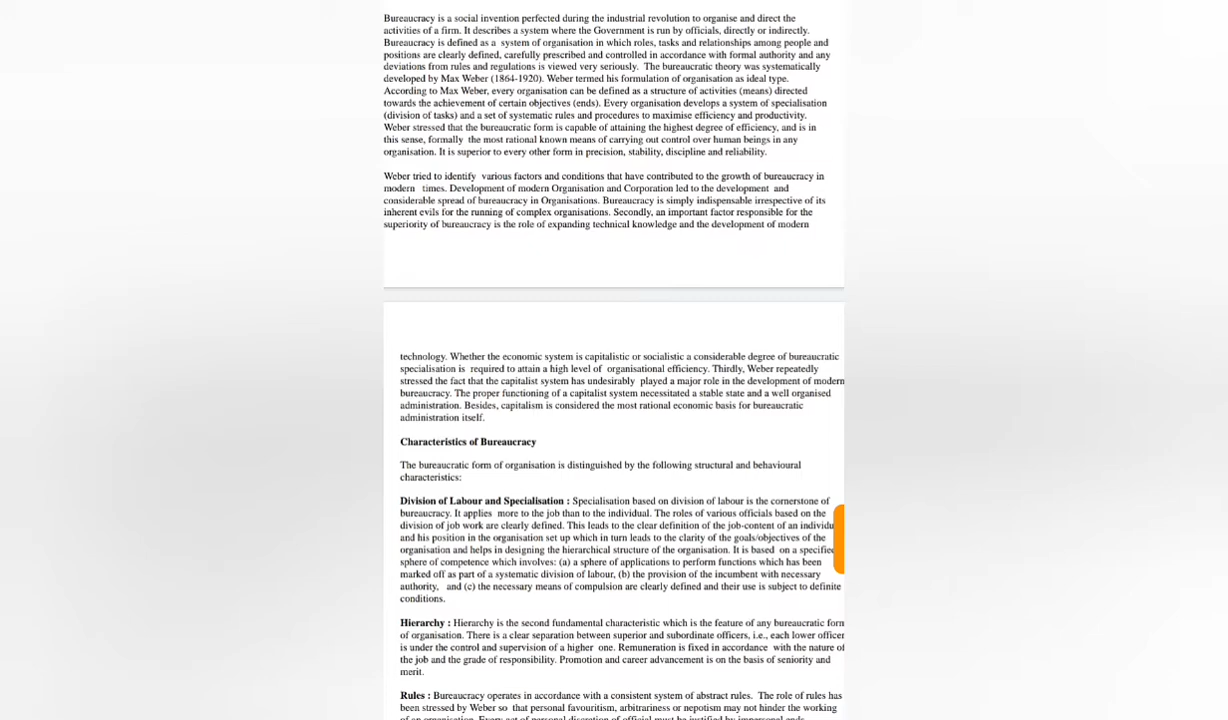 Bureaucracy is a social invention perfected during the industrial revolution to organise and direct the
activities of a firm. It describes a system where the Government is run by officials, directly or indirectly.
Bureaucracy is defined as a system of organisation in which roles, tasks and relationships among people and
positions are clearly defined, carefully prescribed and controlled in accordance with formal authority and any
deviations from rules and regulations is viewed very seriously. The bureaucratic theory was systematically
developed by Max Weber (1864-1920). Weber termed his formulation of organisation as ideal type.
According to Max Weber, every organisation can be defined as a structure of activities (means) directed
towards the achievement of certain objectives (ends). Every organisation develops a system of specialisation
(division of tasks) and a set of systematic rules and procedures to maximise efficiency and productivity.
Weber stressed that the bureaucratic form is capable of attaining the highest degree of efficiency, and is in
this sense, formally the most rational known means of carrying out control over human beings in any
organisation. It is superior to every other form in precision, stability, discipline and reliability.
Weber tried to identify various factors and conditions that have contributed to the growth of bureaucracy in
modern times. Development of modern Organisation and Corporation led to the development and
considerable spread of bureaucracy in Organisations. Bureaucracy is simply indispensable irrespective of its
inherent evils for the running of complex organisations. Secondly, an important factor responsible for the
superiority of bureaucracy is the role of expanding technical knowledge and the development of modern
technology. Whether the economic system is capitalistic or socialistic a considerable degree of bureaucratic
specialisation is required to attain a high level of organisational efficiency. Thirdly, Weber repeatedly
stressed the fact that the capitalist system has undesirably played a major role in the development of modern
bureaucracy. The proper functioning of a capitalist system necessitated a stable state and a well organised
administration. Besides, capitalism is considered the most rational economic basis for bureaucratic
administration itself.
Characteristics of Bureaucracy
The bureaucratic form of organisation is distinguished by the following structural and behavioural
characteristics:
Division of Labour and Specialisation : Specialisation based on division of labour is the cornerstone of
bureaucracy. It applies more to the job than to the individual. The roles of various officials based on the
division of job work are clearly defined. This leads to the clear definition of the job-content of an individu
and his position in the organisation set up which in turn leads to the clarity of the goals/objectives of the
organisation and helps in designing the hierarchical structure of the organisation. It is based on a specified
sphere of competence which involves: (a) a sphere of applications to perform functions which has been
marked off as part of a systematic division of labour, (b) the provision of the incumbent with necessary
authority, and (c) the necessary means of compulsion are clearly defined and their use is subject to definite
conditions.
Hierarchy : Hierarchy is the second fundamental characteristic which is the feature of any bureaucratic form
of organisation. There is a clear separation between superior and subordinate officers, i.e., each lower officer
is under the control and supervision of a higher one. Remuneration is fixed in accordance with the nature of
the job and the grade of responsibility. Promotion and career advancement is on the basis of seniority and
merit.
Rules : Bureaucracy operates in accordance with a consistent system of abstract rules. The role of rules has
been stressed by Weber so that personal favouritism, arbitrariness or nepotism may not hinder the working
of an organisation. Every act of personal discretion of official must be justified by impersonal ends.